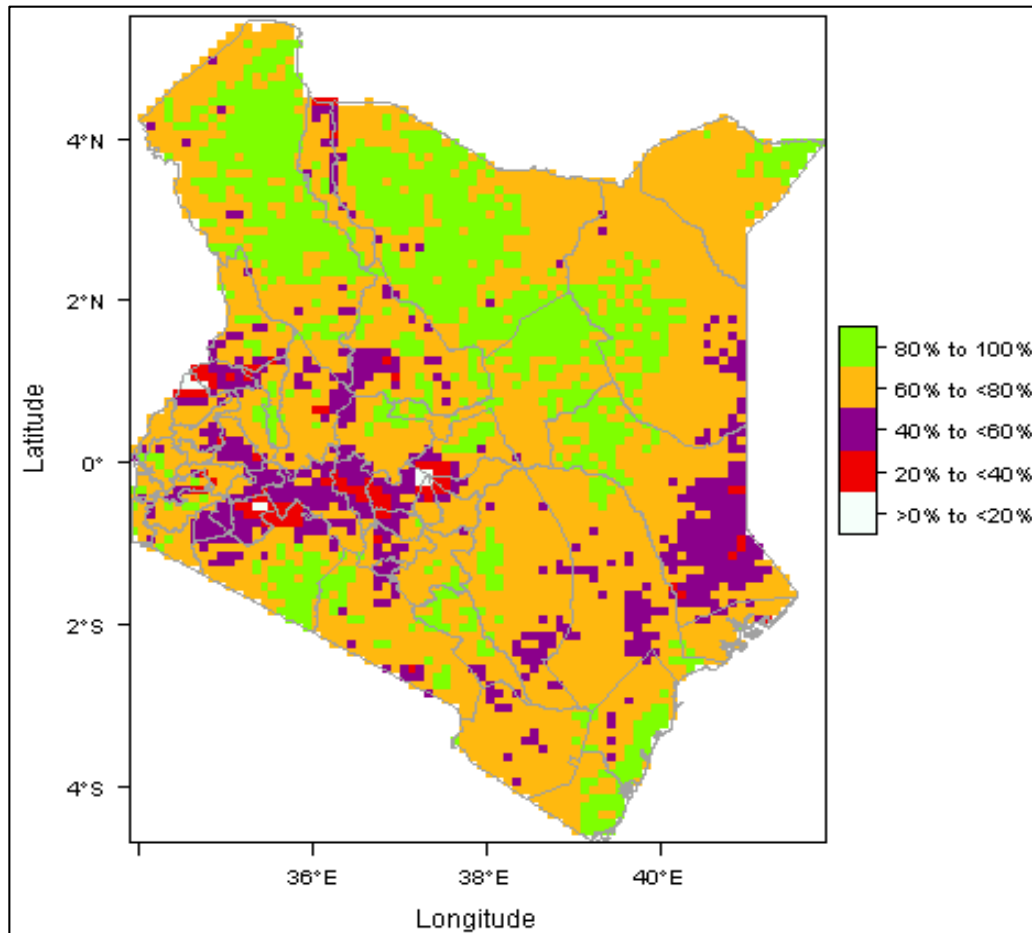 4°N
2°N
0°
2°S
4°S
Latitude
36°E
38°E
40°E
Longitude
80% to 100%
60% to <80%
40% to <60%
20% to <40%
>0% to <20%